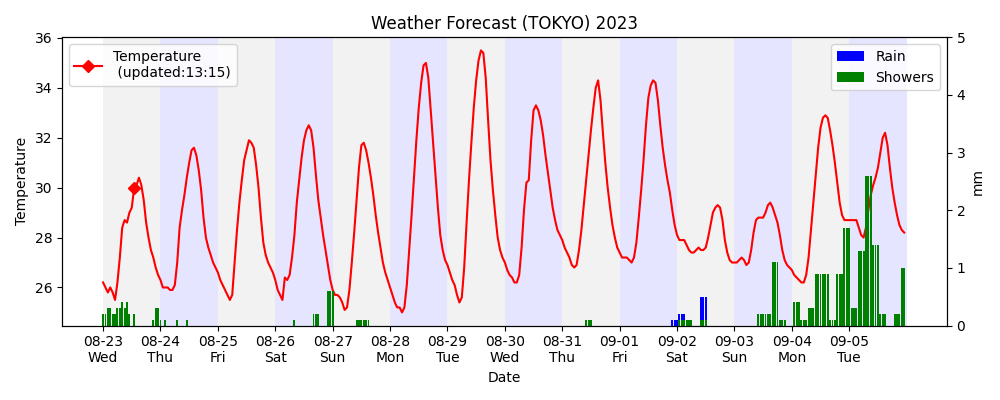 Weather Forecast (TOKYO) 2023
Temperature
(updated:13:15)
Rain
Showers
Temperature
36
34
32
30
28
26
5
4
3
2
1
0
mm
08-23 08-24 08-25 08-26 08-27 08-28 08-29 08-30 08-31 09-01 09-02 09-03 09-04 09-05
Wed Thu Fri Sat Sun Mon Tue Wed Thu Fri Sat Sun Mon Tue
Date